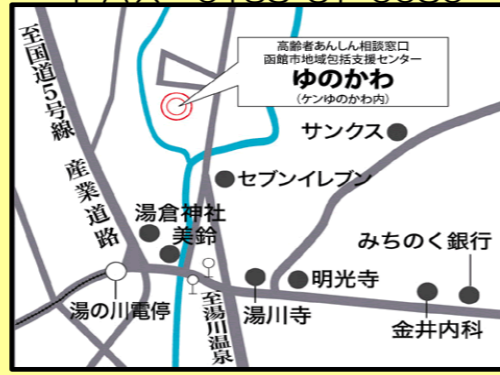 至国道5号線
産業道路
高齢者あんしん相談窓口
函館市地域包括支援センター
ゆのかわ
(ケンゆのかわ内)
サンクス
セブンイレブン
湯倉神社
美鈴
みちのく銀行
明光寺
湯の川電停
至湯川温泉
湯川寺
金井内科